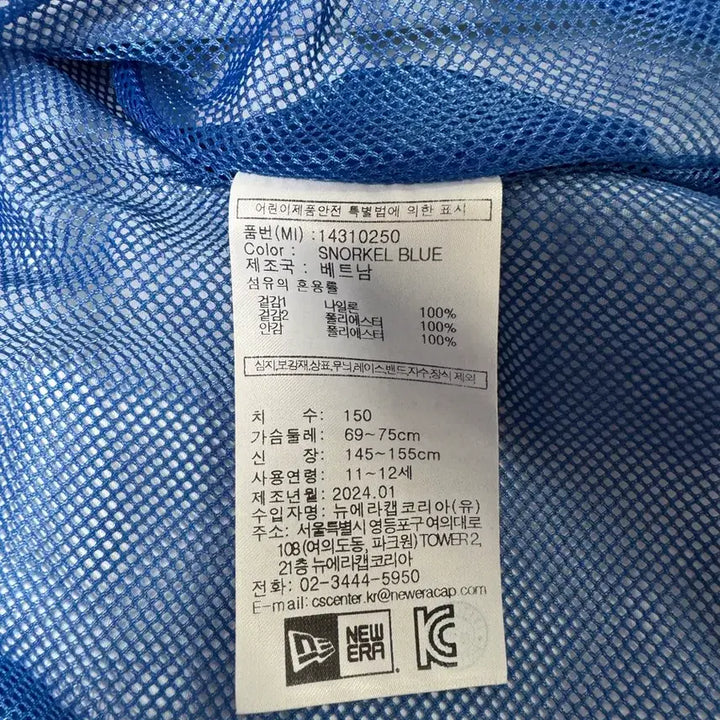 어린이제품안전 특별법에 의한 표시
품번(MI) :14310250
Color : SNORKEL BLUE
제조국 : 베트남
섬유의 혼용률
겉감1 나일론 100%
겉감2 폴리에스터 100%
안감 폴리에스터 100%
심지,보강재,상표,무늬,레이스,밴드,자수,장식 제외
치 수: 150
가슴둘레: 69~75cm
신 장: 145~155cm
사용연령: 11~12세
제조년월: 2024.01
수입자명: 뉴에라캡코리아(유)
주소: 서울특별시 영등포구 여의대로
108 (여의도동, 파크원) TOWER 2,
21층 뉴에라캡코리아
전화: 02-3444-5950
E-mail: cscenter.kr@neweracap.com
NEW
ERA
KC